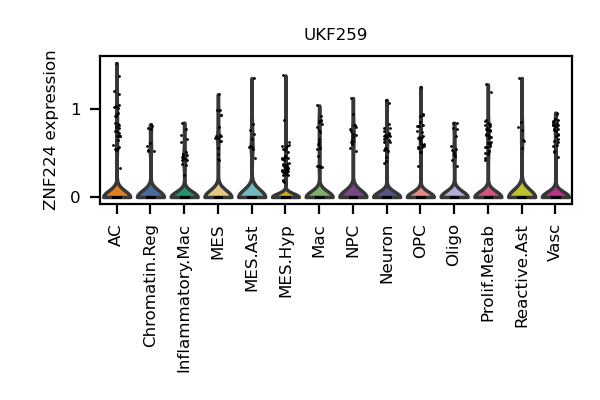 UKF259
ZNF224 expression
1
0
AC
Chromatin.Reg
Inflammatory.Mac
MES
MES.Ast
MES.Hyp
Mac
NPC
Neuron
OPC
Oligo
Prolif.Metab
Reactive.Ast
Vasc